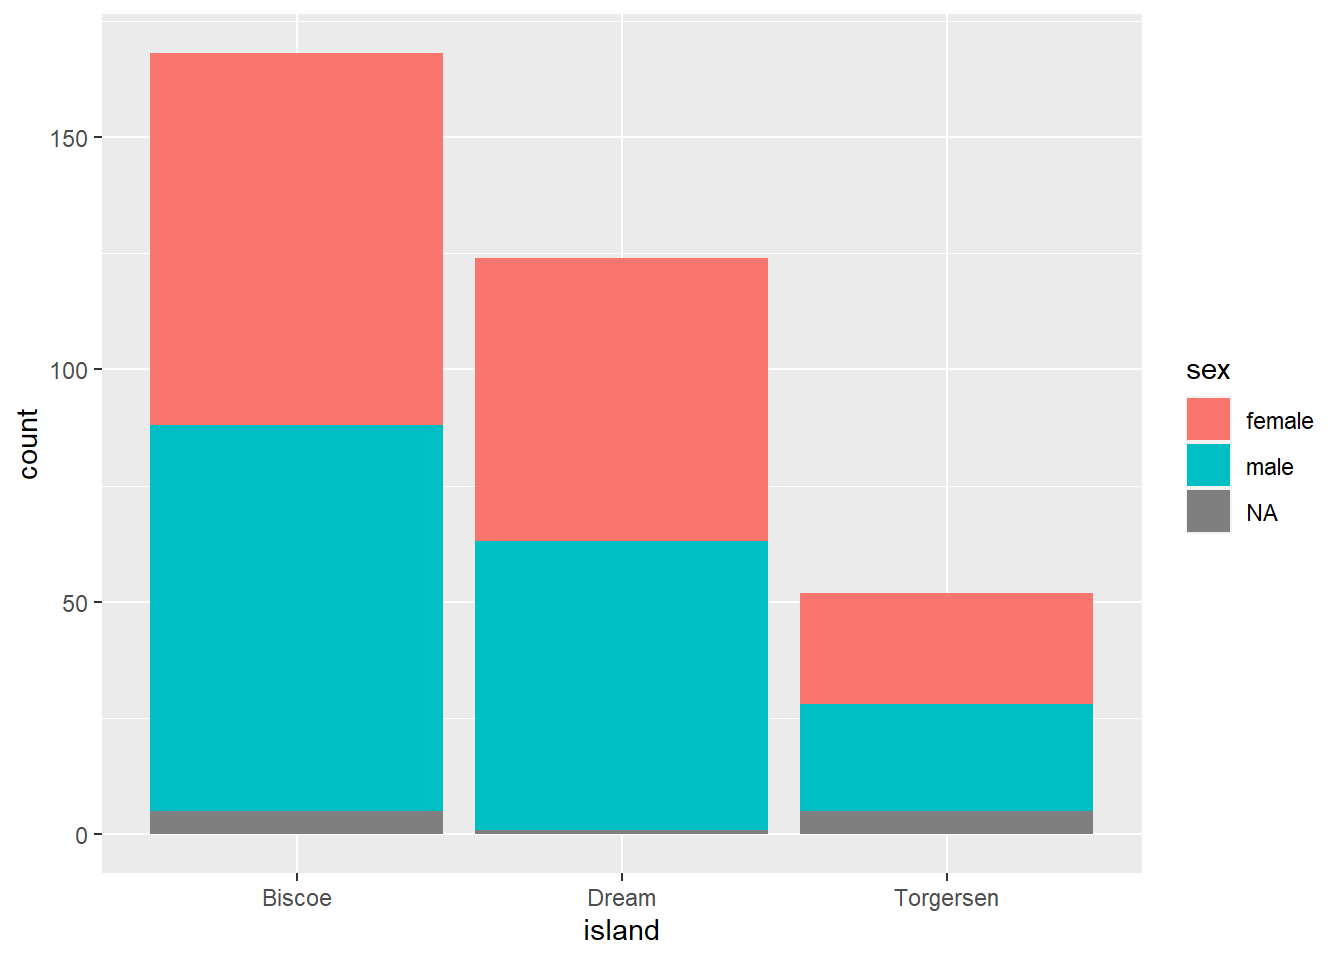 150
100
50
0
count
Biscoe
Dream
Torgersen
island
sex
female
male
NA